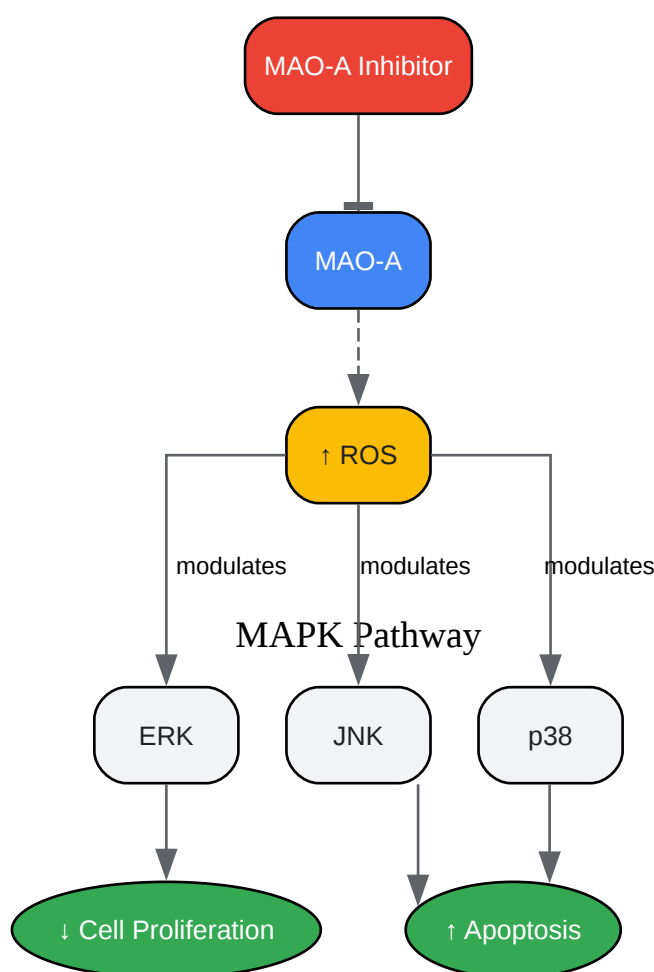 MAO-A Inhibitor
MAO-A
↑ ROS
modulates
modulates
modulates
MAPK Pathway
ERK
JNK
p38
↓ Cell Proliferation
↑ Apoptosis